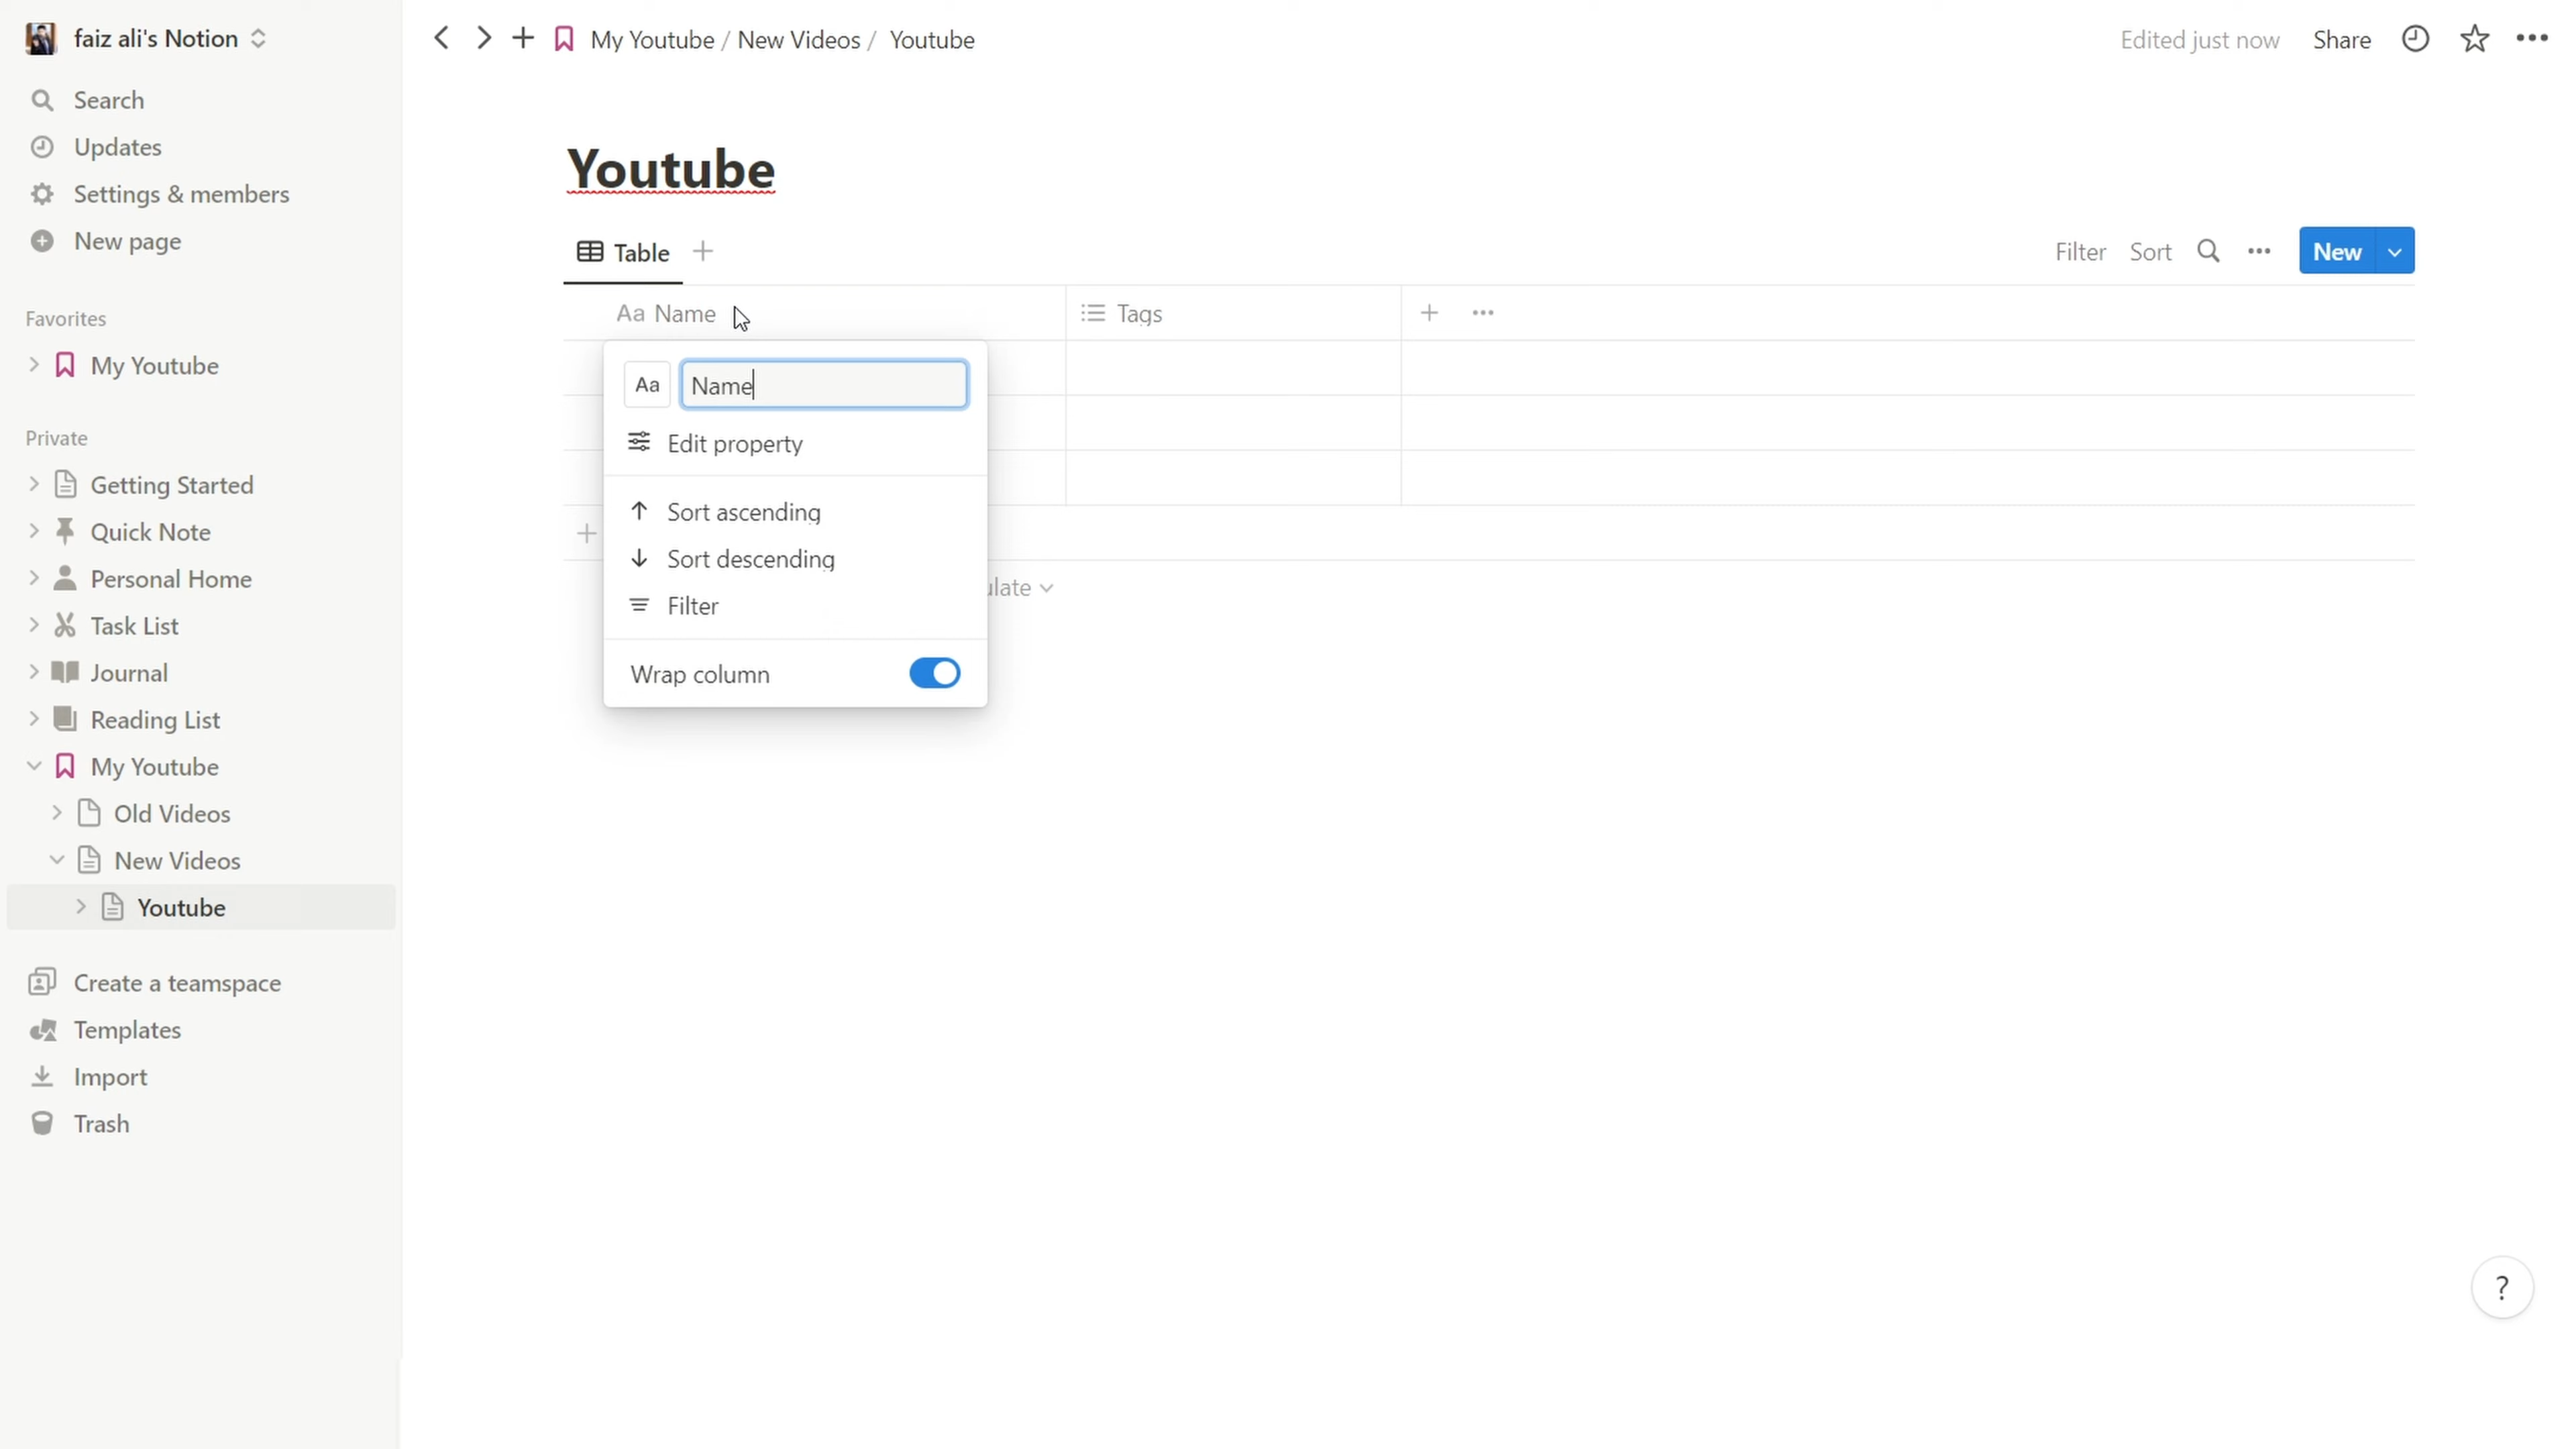 faiz ali's Notion
Search
Updates
Settings & members
New page
Favorites
My Youtube
Private
Getting Started
Quick Note
Personal Home
Task List
Journal
Reading List
My Youtube
Old Videos
New Videos
Youtube
Create a teamspace
Templates
Import
Trash
My Youtube / New Videos / Youtube
Edited just now Share
Youtube
Table
Filter Sort New
Aa Name Tags
Aa Name
Edit property
Sort ascending
Sort descending
Filter
ulate
Wrap column
?